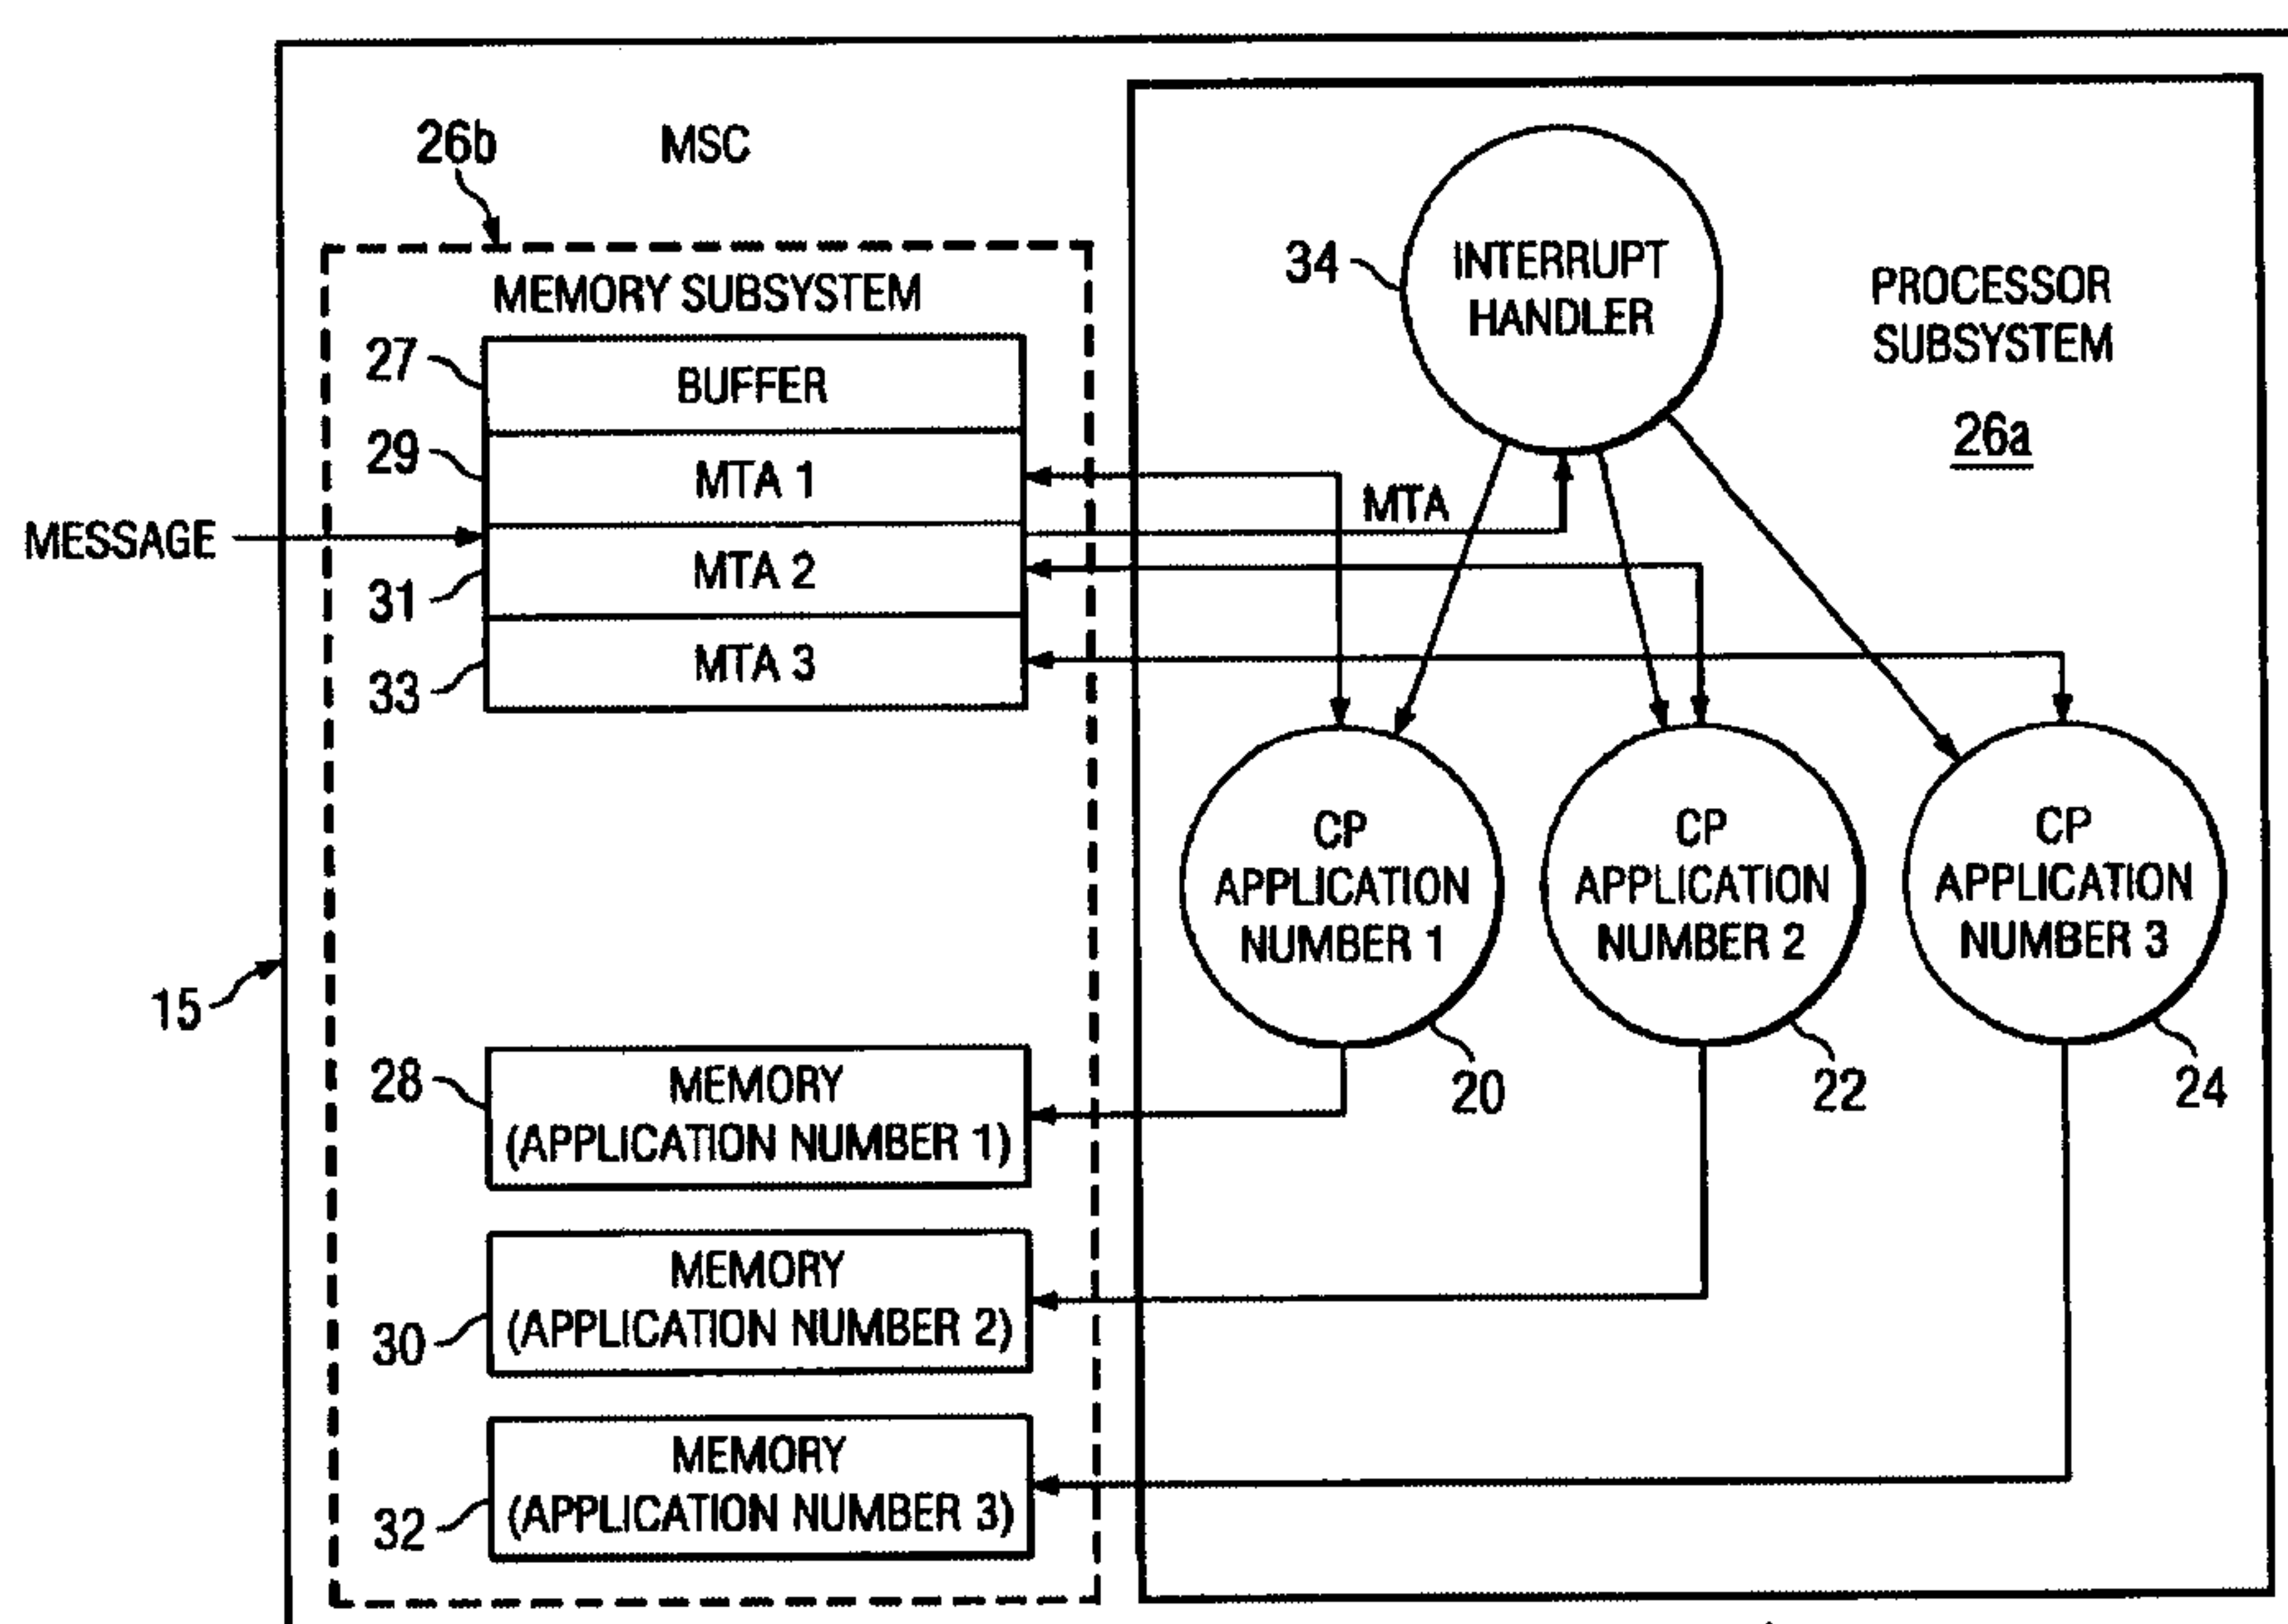 26b
MSC
MEMORY SUBSYSTEM
27
BUFFER
29
MTA 1
MESSAGE
31
MTA 2
33
MTA 3
MTA
34
INTERRUPT
HANDLER
PROCESSOR
SUBSYSTEM
26a
CP
APPLICATION
NUMBER 1
20
CP
APPLICATION
NUMBER 2
22
CP
APPLICATION
NUMBER 3
24
15
28
MEMORY
(APPLICATION NUMBER 1)
30
MEMORY
(APPLICATION NUMBER 2)
32
MEMORY
(APPLICATION NUMBER 3)